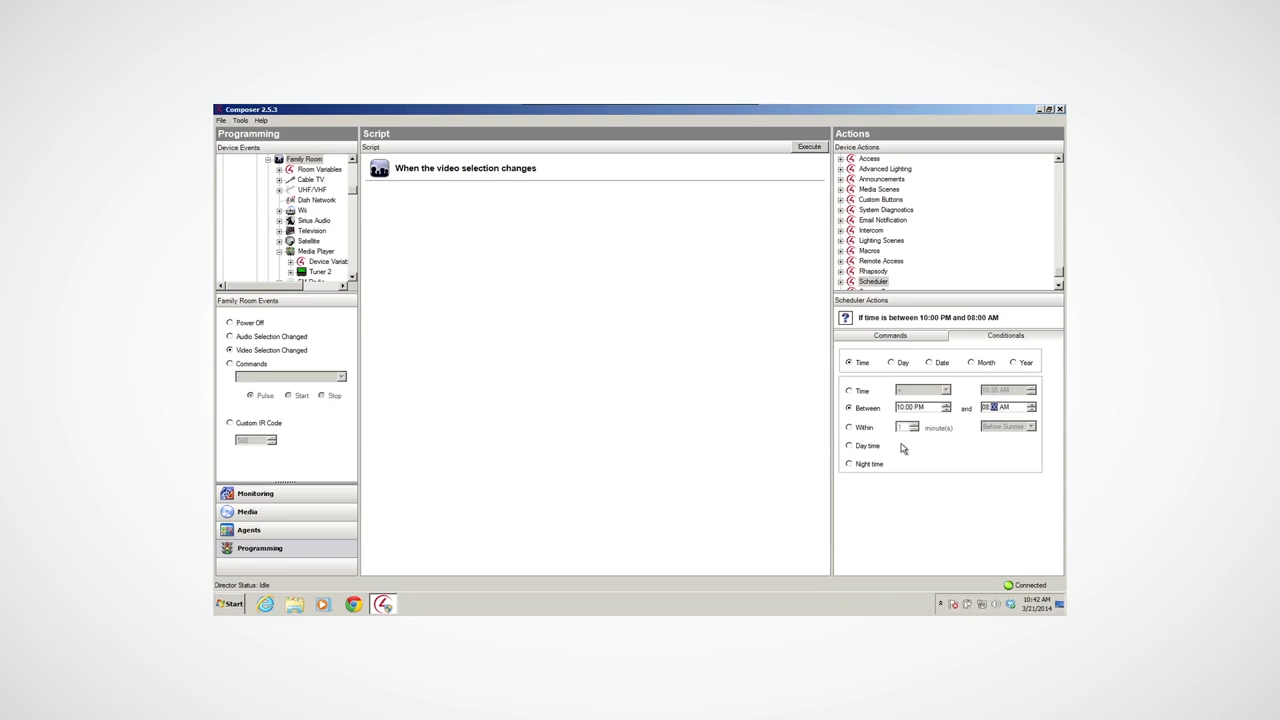 Composer 2.5.3
File Tools Help
Programming
Device Events
Family Room
Room Variables
Cable TV
UHF/VHF
Dish Network
Wii
Sirius Audio
Television
Satellite
Media Player
Device Variab
Tuner 2
Family Room Events
Power Off
Audio Selection Changed
Video Selection Changed
Commands
Pulse Start Stop
Custom IR Code
500
Monitoring
Media
Agents
Programming
Script
Script Execute
When the video selection changes
Actions
Device Actions
Access
Advanced Lighting
Announcements
Media Scenes
Custom Buttons
System Diagnostics
Email Notification
Intercom
Lighting Scenes
Macros
Remote Access
Rhapsody
Scheduler
Scheduler Actions
If time is between 10:00 PM and 08:00 AM
Commands Conditionals
Time Day Date Month Year
Time = 10:35 AM
Between 10:00 PM and 08:00 AM
Within 1 minute(s) Before Sunrise
Day time
Night time
Director Status: Idle Connected
Start 10:42 AM
3/21/2014